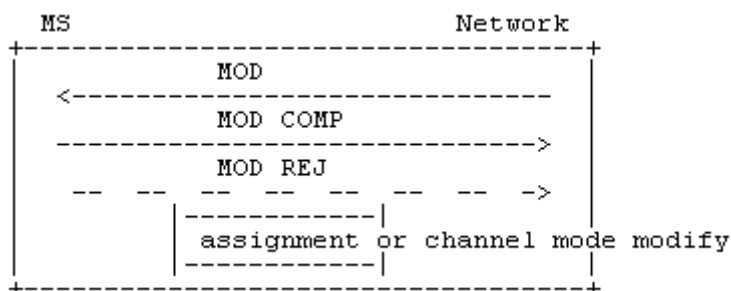 MS Network
MOD
MOD COMP
MOD REJ
assignment or channel mode modify